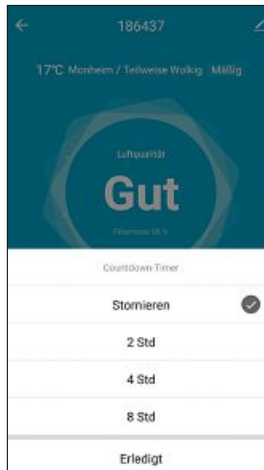 186437
17°C Monheim / Teilweise Wolkig Mäßig
Luftqualität
Gut
Countdown-Timer
Stornieren
2 Std
4 Std
8 Std
Erledigt